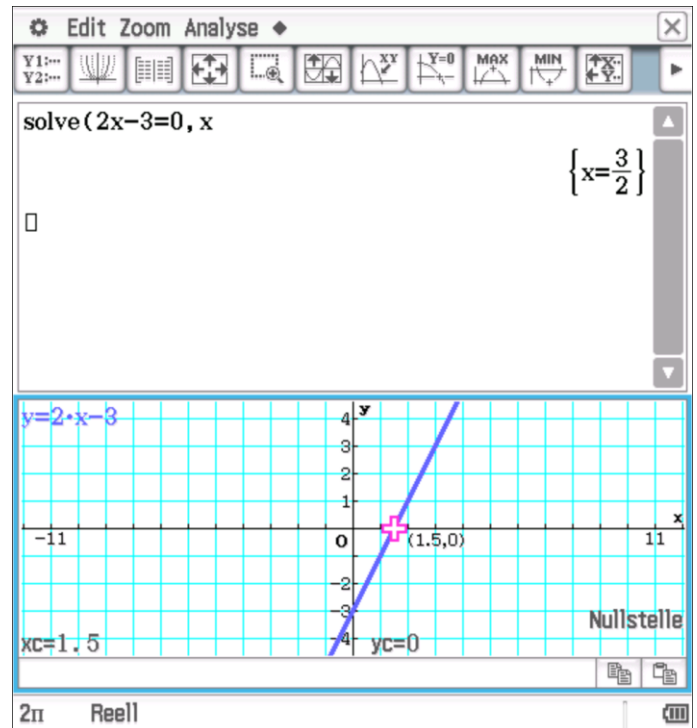 Edit Zoom Analyse
Y1:…
Y2:…
XY
Y=0
MAX
MIN
X:..
Y..
solve(2x−3=0,x
{x=3/2}
y=2·x−3
y
4
3
2
1
x
−11
O
(1.5,0)
11
−2
−3
−4
Nullstelle
xc=1.5
yc=0
2π Reell